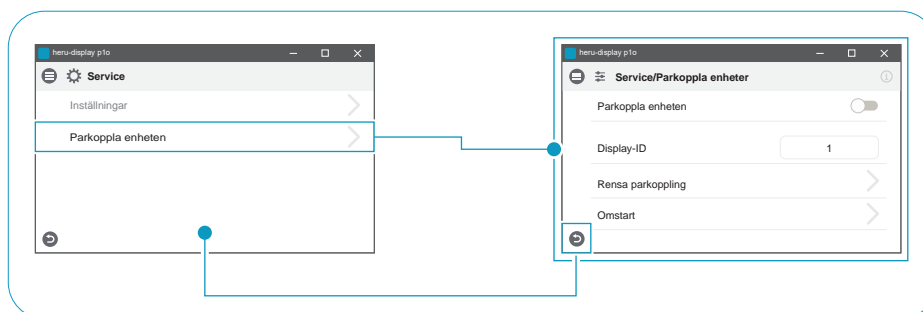 heru-display p1o
Service
Inställningar
Parkoppla enheten
heru-display p1o
Service/Parkoppla enheter
Parkoppla enheten
Display-ID
1
Rensa parkoppling
Omstart